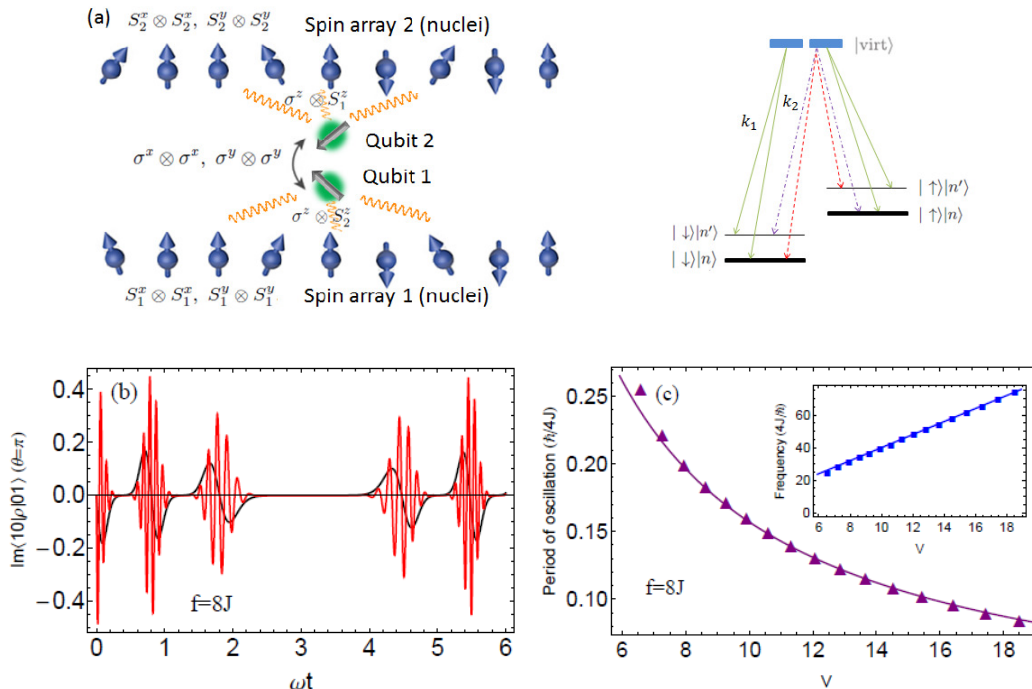 (a)
S₂ˣ ⊗ S₂ˣ, S₂ʸ ⊗ S₂ʸ
Spin array 2 (nuclei)
σᶻ ⊗ S₁ᶻ
Qubit 2
σˣ ⊗ σˣ, σʸ ⊗ σʸ
Qubit 1
σᶻ ⊗ S₂ᶻ
S₁ˣ ⊗ S₁ˣ, S₁ʸ ⊗ S₁ʸ
Spin array 1 (nuclei)
|virt⟩
k₁
k₂
| ↑⟩|n′⟩
| ↑⟩|n⟩
| ↓⟩|n′⟩
| ↓⟩|n⟩
(b)
Im⟨10|ρ|01⟩ (θ=π)
0.4
0.2
0.0
−0.2
−0.4
f=8J
0 1 2 3 4 5 6
ωt
(c)
Period of oscillation (ℏ/4J)
0.25
0.20
0.15
0.10
f=8J
6 8 10 12 14 16 18
V
Frequency (4J/ℏ)
60
40
20
0
6 8 10 12 14 16 18
V